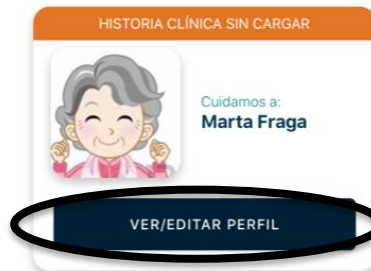 HISTORIA CLÍNICA SIN CARGAR
Cuidamos a:
Marta Fraga
VER/EDITAR PERFIL